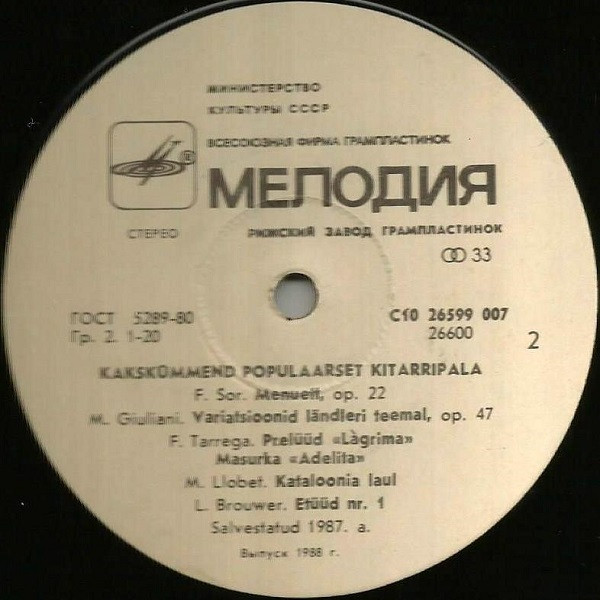 МИНИСТЕРСТВО
КУЛЬТУРЫ СССР
ВСЕСОЮЗНАЯ ФИРМА ГРАМПЛАСТИНОК
МЕЛОДИЯ
СТЕРЕО
РИЖСКИЙ ЗАВОД ГРАМПЛАСТИНОК
33
ГОСТ 5289-80
С10 26599 007
Гр. 2. 1-20
26600
2
KAKSKÜMMEND POPULAARSET KITARRIPALA
F. Sor. Menuett, op. 22
M. Giuliani. Variatsioonid ländleri teemal, op. 47
F. Tarrega. Prelüüd «Làgrima»
Masurka «Adelita»
M. Llobet. Kataloonia laul
L. Brouwer. Etüüd nr. 1
Salvestatud 1987. a.
Выпуск 1988 г.